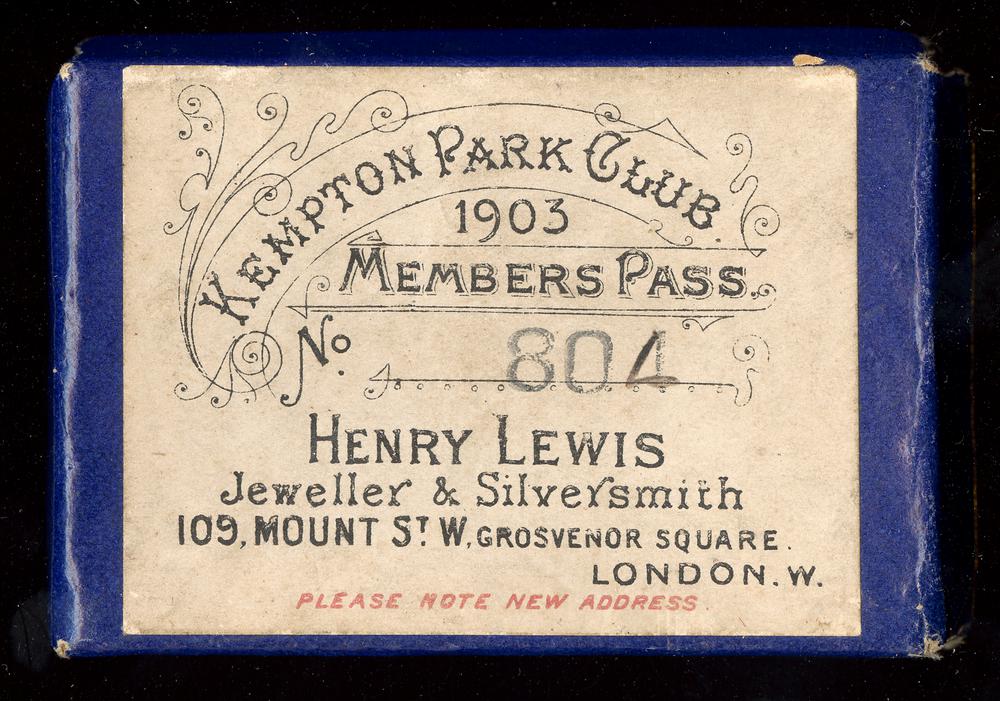 KEMPTON PARK CLUB.
1903
MEMBERS PASS.
No. 804
HENRY LEWIS
Jeweller & Silversmith
109, MOUNT ST. W, GROSVENOR SQUARE.
LONDON. W.
PLEASE NOTE NEW ADDRESS.